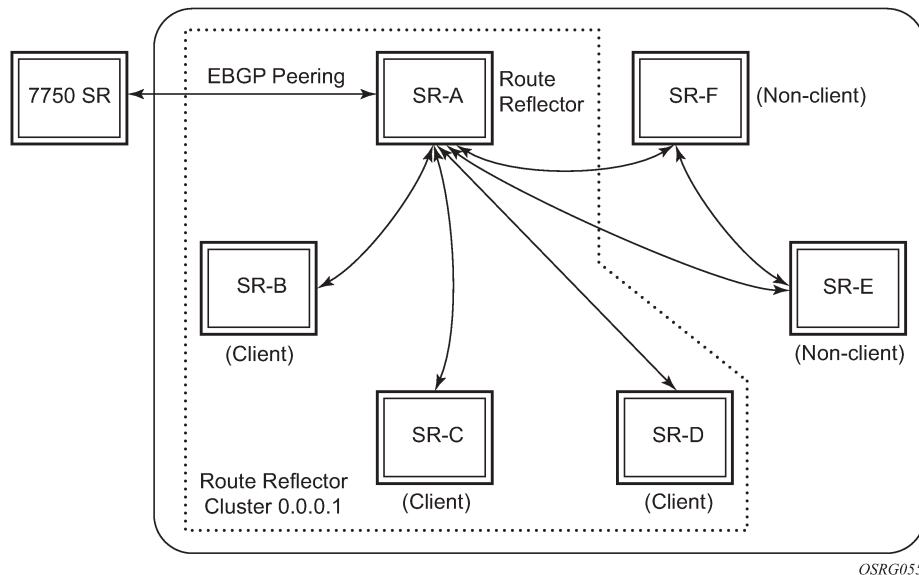 7750 SR
EBGP Peering
SR-A
Route
Reflector
SR-F
(Non-client)
SR-B
(Client)
SR-E
(Non-client)
SR-C
(Client)
SR-D
(Client)
Route Reflector
Cluster 0.0.0.1